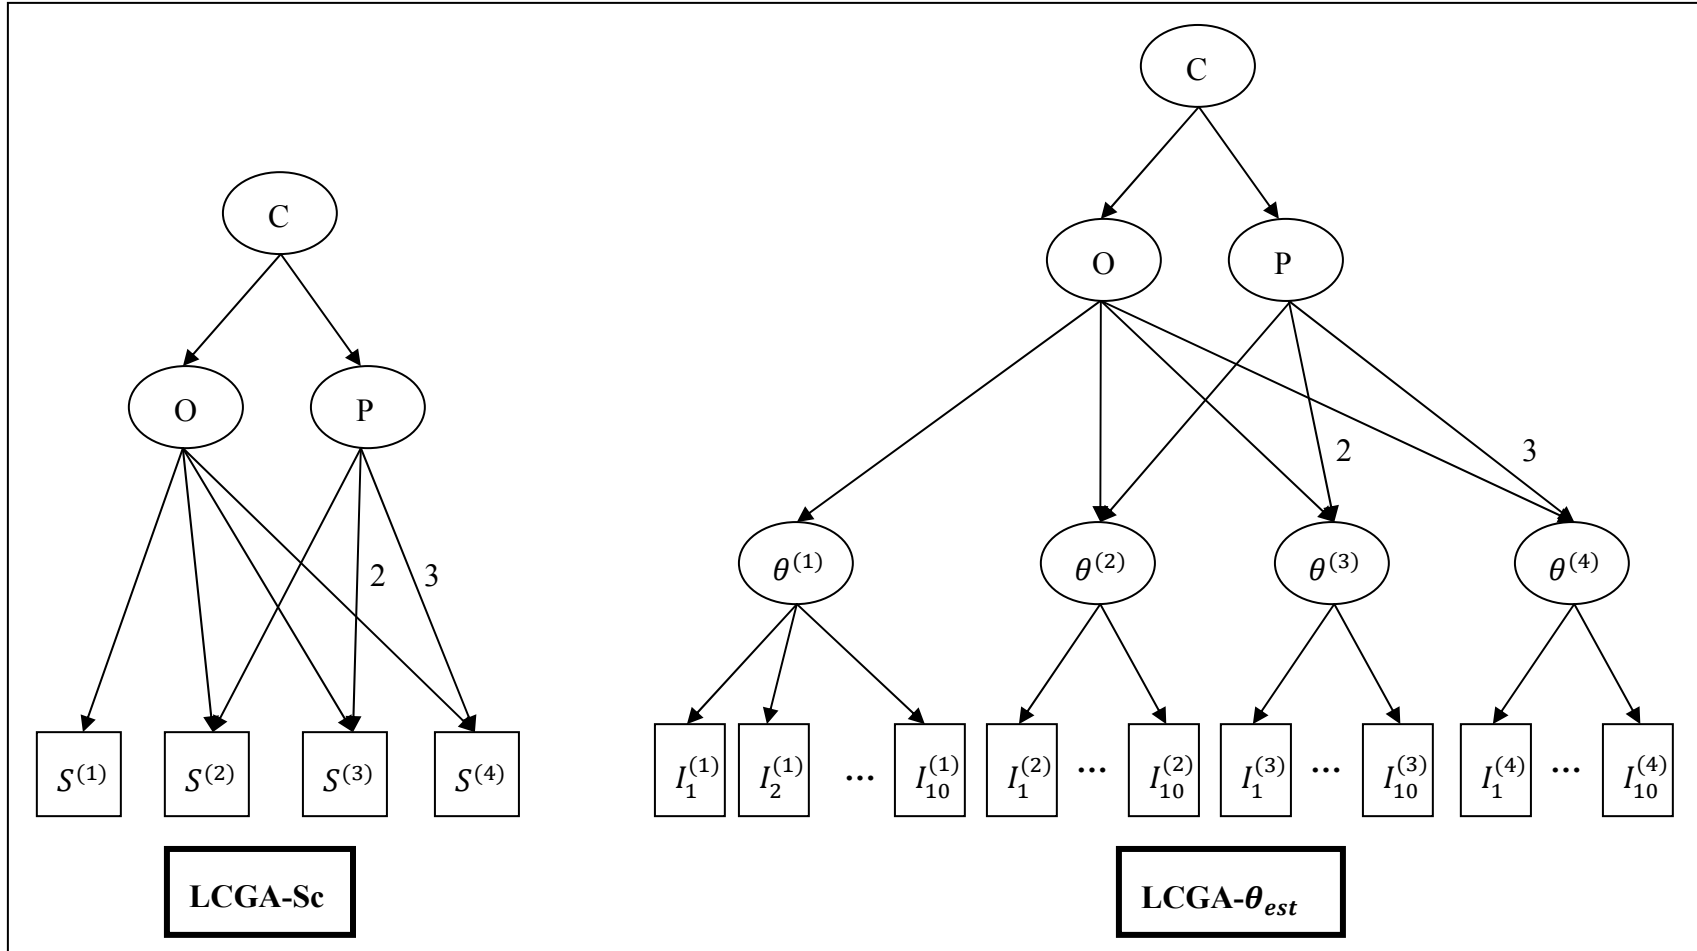 C
C
O P
O P
2 3
2 3
θ^(1) θ^(2) θ^(3) θ^(4)
S^(1) S^(2) S^(3) S^(4)
I_1^(1) I_2^(1) ... I_10^(1) I_1^(2) ... I_10^(2) I_1^(3) ... I_10^(3) I_1^(4) ... I_10^(4)
LCGA-Sc
LCGA-θ_est